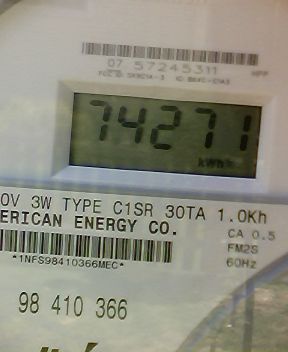 07 57245311
74271
kWh
0V 3W TYPE C1SR 30TA 1.0Kh
ERICAN ENERGY CO.
CA 0.5
FM2S
*1NFS98410366MEC*
60Hz
98 410 366